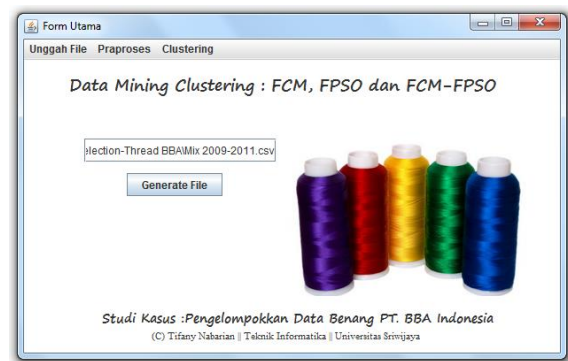 Form Utama
Unggah File Praproses Clustering
Data Mining Clustering : FCM, FPSO dan FCM-FPSO
election-Thread BBA\Mix 2009-2011.csv
Generate File
Studi Kasus :Pengelompokkan Data Benang PT. BBA Indonesia
(C) Tifany Nabarian || Teknik Informatika || Universitas Sriwijaya